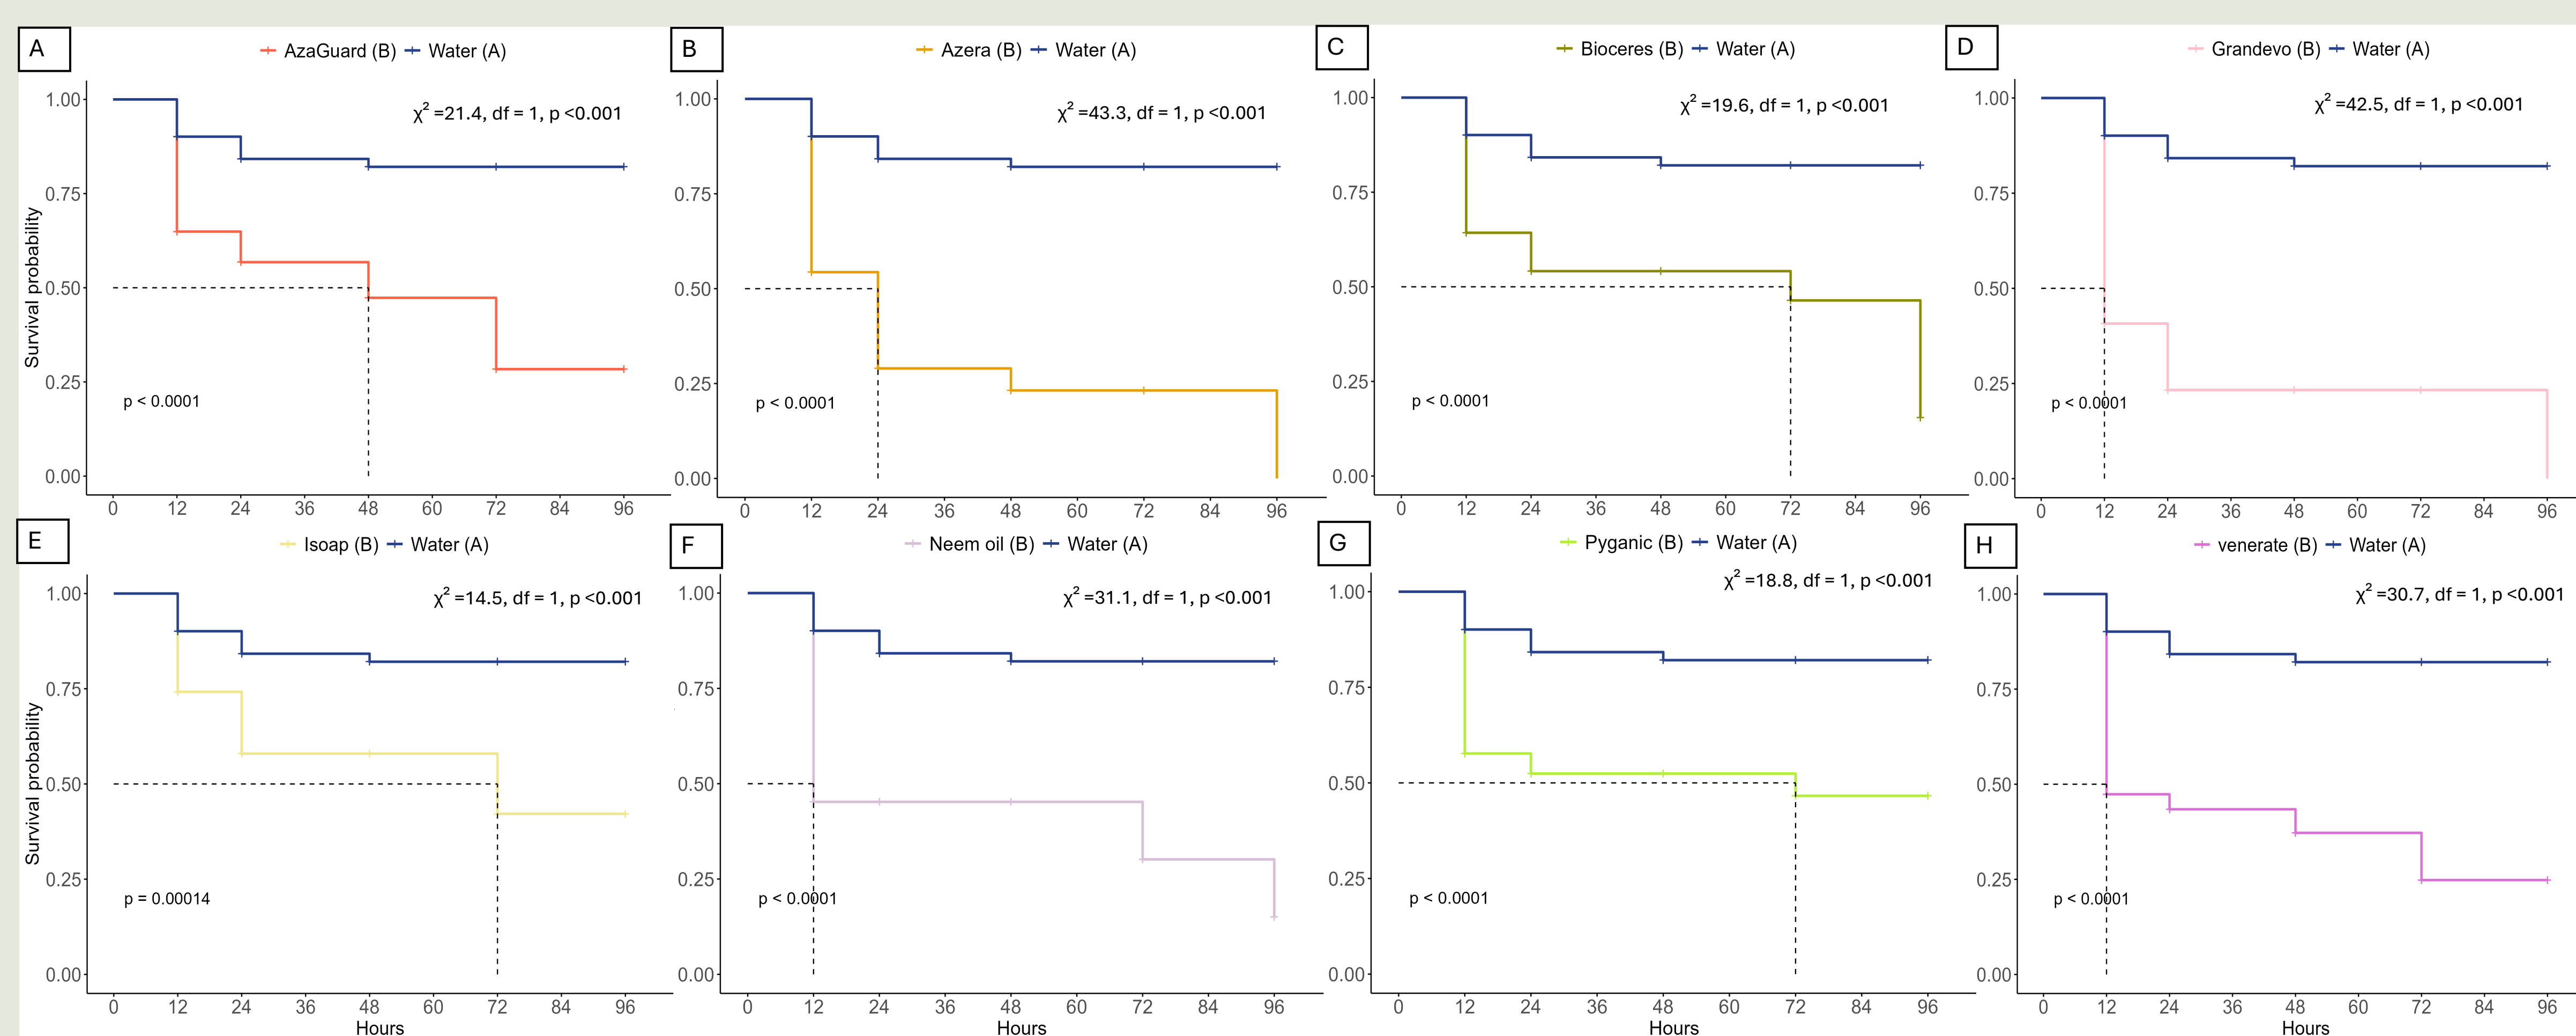 A
AzaGuard (B) Water (A)
χ² =21.4, df = 1, p <0.001
Survival probability
1.00
0.75
0.50
0.25
0.00
p < 0.0001
0 12 24 36 48 60 72 84 96
B
Azera (B) Water (A)
χ² =43.3, df = 1, p <0.001
1.00
0.75
0.50
0.25
0.00
p < 0.0001
0 12 24 36 48 60 72 84 96
C
Bioceres (B) Water (A)
χ² =19.6, df = 1, p <0.001
1.00
0.75
0.50
0.25
0.00
p < 0.0001
0 12 24 36 48 60 72 84 96
D
Grandevo (B) Water (A)
χ² =42.5, df = 1, p <0.001
1.00
0.75
0.50
0.25
0.00
p < 0.0001
0 12 24 36 48 60 72 84 96
E
Isoap (B) Water (A)
χ² =14.5, df = 1, p <0.001
Survival probability
1.00
0.75
0.50
0.25
0.00
p = 0.00014
0 12 24 36 48 60 72 84 96
Hours
F
Neem oil (B) Water (A)
χ² =31.1, df = 1, p <0.001
1.00
0.75
0.50
0.25
0.00
p < 0.0001
0 12 24 36 48 60 72 84 96
Hours
G
Pyganic (B) Water (A)
χ² =18.8, df = 1, p <0.001
1.00
0.75
0.50
0.25
0.00
p < 0.0001
0 12 24 36 48 60 72 84 96
Hours
H
venerate (B) Water (A)
χ² =30.7, df = 1, p <0.001
1.00
0.75
0.50
0.25
0.00
p < 0.0001
0 12 24 36 48 60 72 84 96
Hours